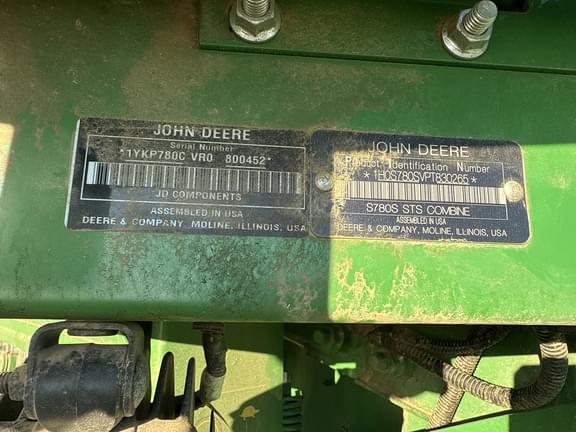 JOHN DEERE
Serial Number
*1YKP780C VR0 800452*
JD COMPONENTS
ASSEMBLED IN USA
DEERE & COMPANY, MOLINE, ILLINOIS, USA
JOHN DEERE
Product Identification Number
*1H0S780SVPT830265*
S780S STS COMBINE
ASSEMBLED IN USA
DEERE & COMPANY, MOLINE, ILLINOIS, USA